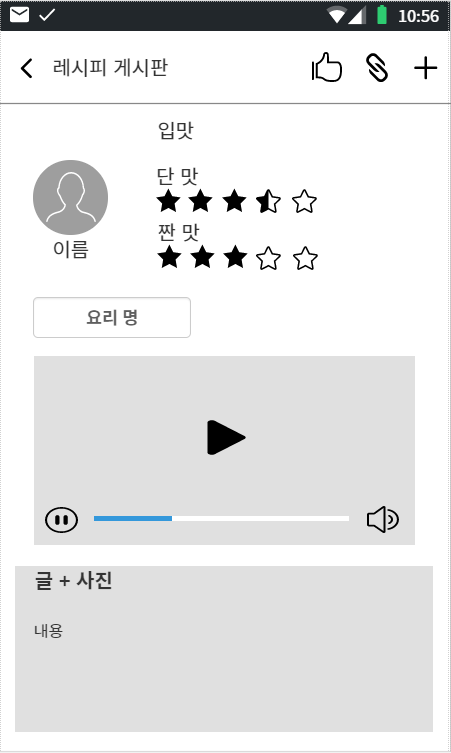 10:56
레시피 게시판
입맛
단 맛
짠 맛
이름
요리 명
글 + 사진
내용